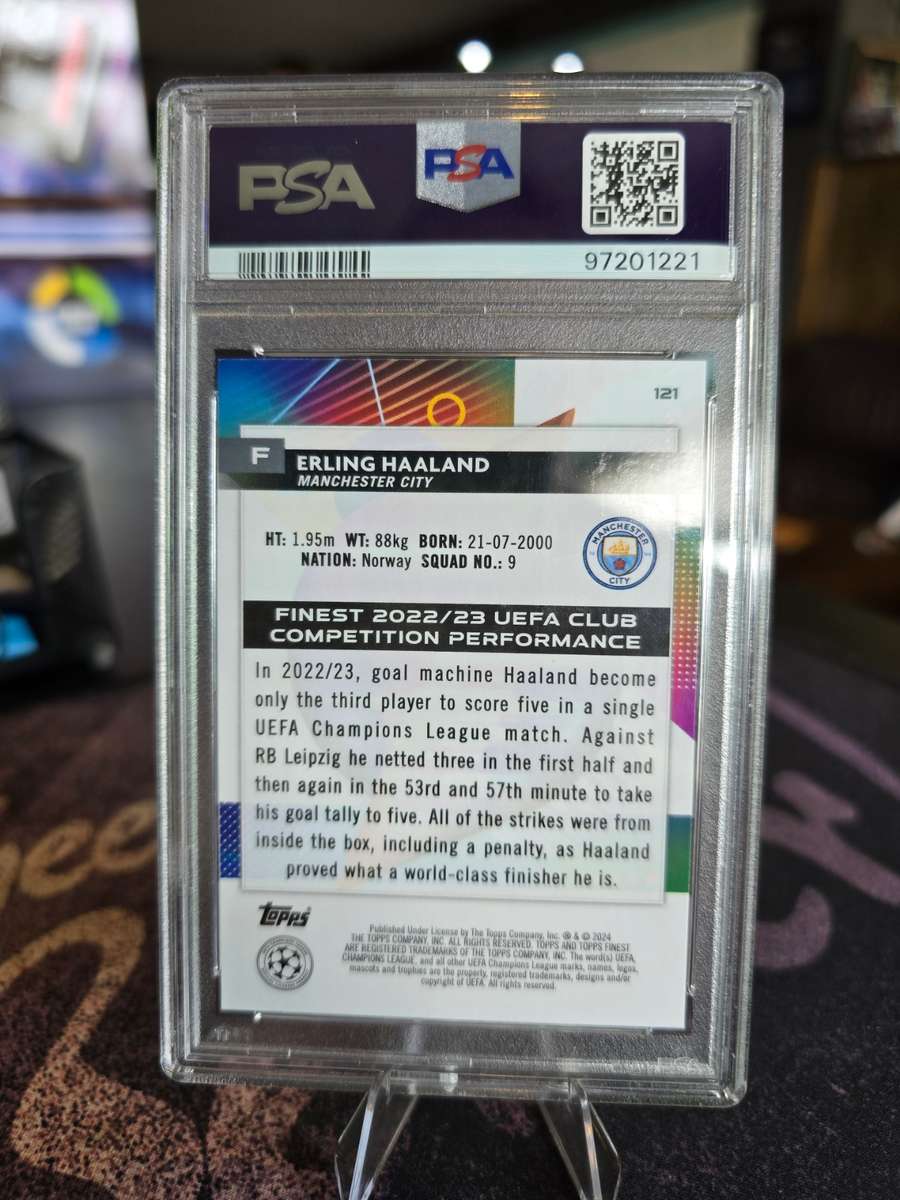 PSA
PSA
97201221
121
F
ERLING HAALAND
MANCHESTER CITY
HT: 1.95m WT: 88kg BORN: 21-07-2000
NATION: Norway SQUAD NO.: 9
MANCHESTER
CITY
FINEST 2022/23 UEFA CLUB
COMPETITION PERFORMANCE
In 2022/23, goal machine Haaland become
only the third player to score five in a single
UEFA Champions League match. Against
RB Leipzig he netted three in the first half and
then again in the 53rd and 57th minute to take
his goal tally to five. All of the strikes were from
inside the box, including a penalty, as Haaland
proved what a world-class finisher he is.
Topps
Published Under License by The Topps Company, Inc. ® & © 2024
THE TOPPS COMPANY, INC. ALL RIGHTS RESERVED. TOPPS AND TOPPS FINEST
ARE REGISTERED TRADEMARKS OF THE TOPPS COMPANY, INC. The word(s) UEFA,
CHAMPIONS LEAGUE, and all other UEFA Champions League marks, names, logos,
mascots and trophies are the property, registered trademarks, designs and/or
copyright of UEFA. All rights reserved.